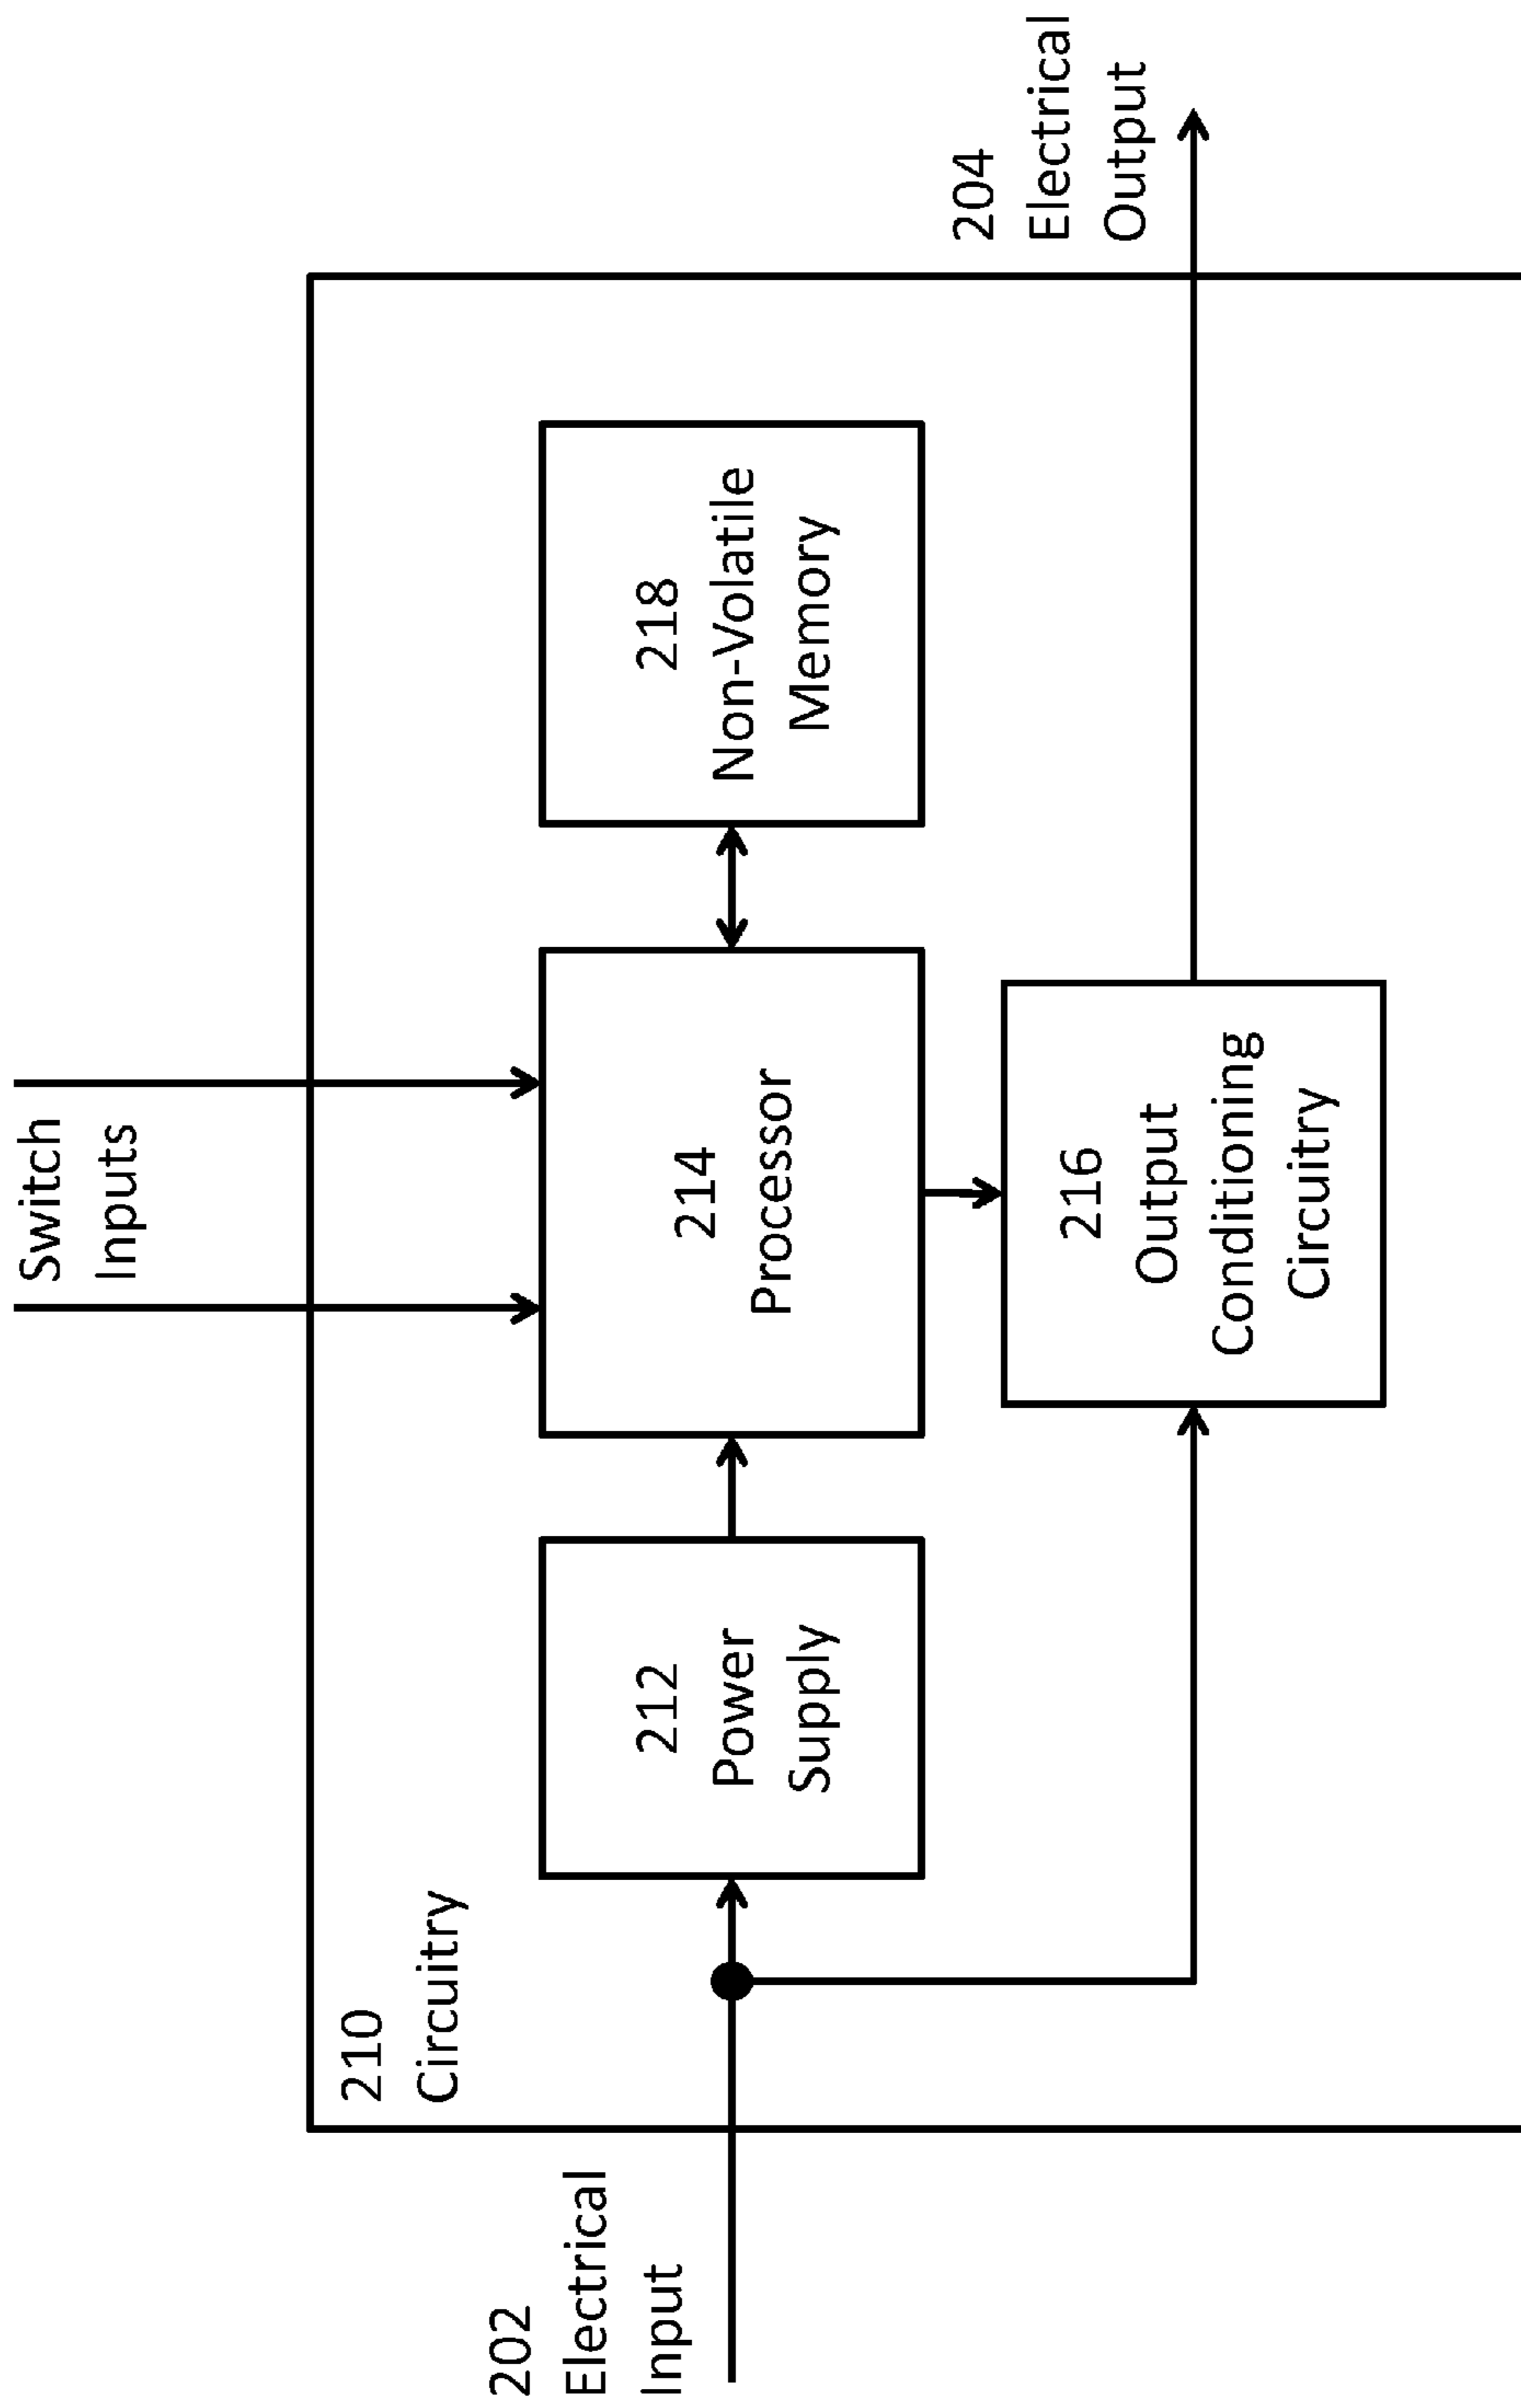 Switch
Inputs
210
Circuitry
202
Electrical
Input
212
Power
Supply
214
Processor
218
Non-Volatile
Memory
216
Output
Conditioning
Circuitry
204
Electrical
Output